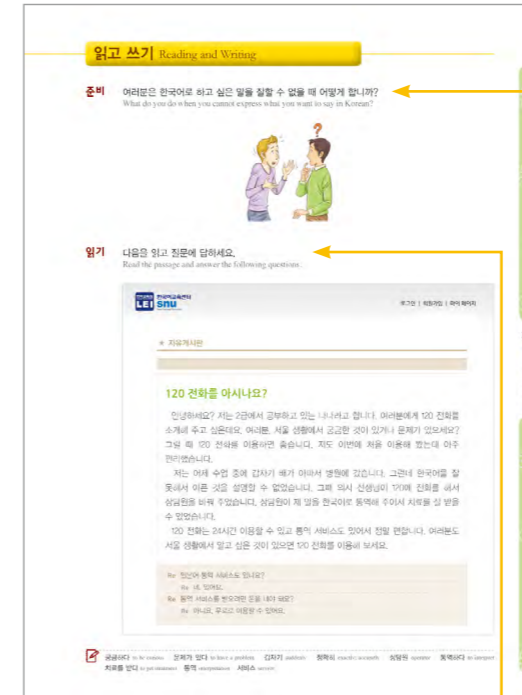 읽고 쓰기 Reading and Writing
준비 여러분은 한국어로 하고 싶은 말을 잘할 수 없을 때 어떻게 합니까?
What do you do when you cannot express what you want to say in Korean?
?
읽기 다음을 읽고 질문에 답하세요.
Read the passage and answer the following questions.
LEI snu 한국어교육센터
로그인 | 회원가입 | 마이 페이지
자유게시판
120 전화를 아시나요?
안녕하세요? 저는 2급에서 공부하고 있는 나나라고 합니다. 여러분에게 120 전화를
소개해 주고 싶은데요. 여러분, 서울 생활에서 궁금한 것이 있거나 문제가 있으세요?
그럴 때 120 전화를 이용하면 좋습니다. 저도 이번에 처음 이용해 봤는데 아주
편리했습니다.
저는 어제 수업 중에 갑자기 배가 아파서 병원에 갔습니다. 그런데 한국어를 잘
못해서 아픈 것을 설명할 수 없었습니다. 그때 의사 선생님이 120에 전화를 해서
상담원을 바꿔 주었습니다. 상담원이 제 말을 한국어로 통역해 주어서 치료를 잘 받을
수 있었습니다.
120 전화는 24시간 이용할 수 있고 통역 서비스도 있어서 정말 편합니다. 여러분도
서울 생활에서 알고 싶은 것이 있으면 120 전화를 이용해 보세요.
Re 통역 서비스도 있나요?
Re 네, 있어요.
Re 통역 서비스를 받으려면 돈을 내야 돼요?
Re 아니요, 무료로 이용할 수 있어요.
궁금하다 to be curious 문제가 있다 to have a problem 갑자기 suddenly 정확히 exactly 상담원 통역하다 to interpret
치료를 받다 to get treatment 통역 interpretation 서비스 service